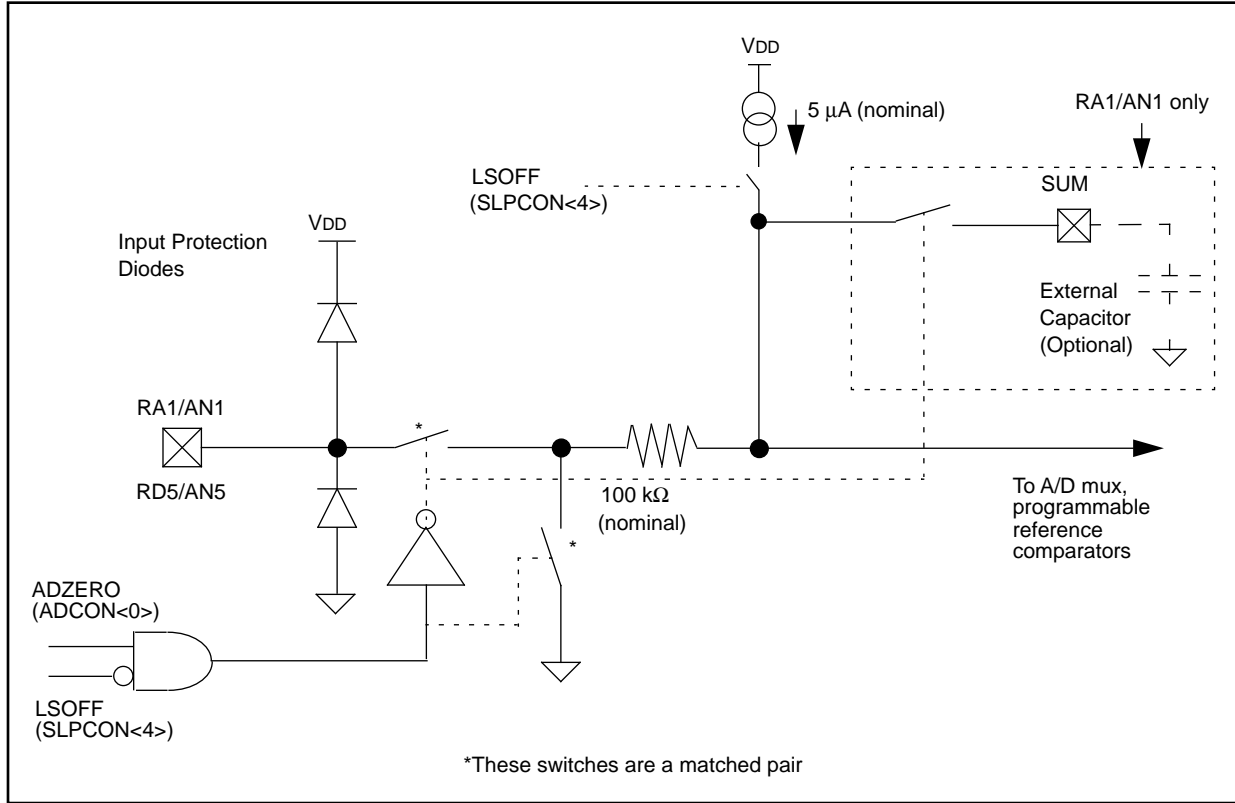 VDD
5 μA (nominal)
RA1/AN1 only
LSOFF
(SLPCON<4>)
SUM
VDD
Input Protection
Diodes
External
Capacitor
(Optional)
RA1/AN1
*
RD5/AN5
100 kΩ
(nominal)
*
To A/D mux,
programmable
reference
comparators
ADZERO
(ADCON<0>)
LSOFF
(SLPCON<4>)
*These switches are a matched pair